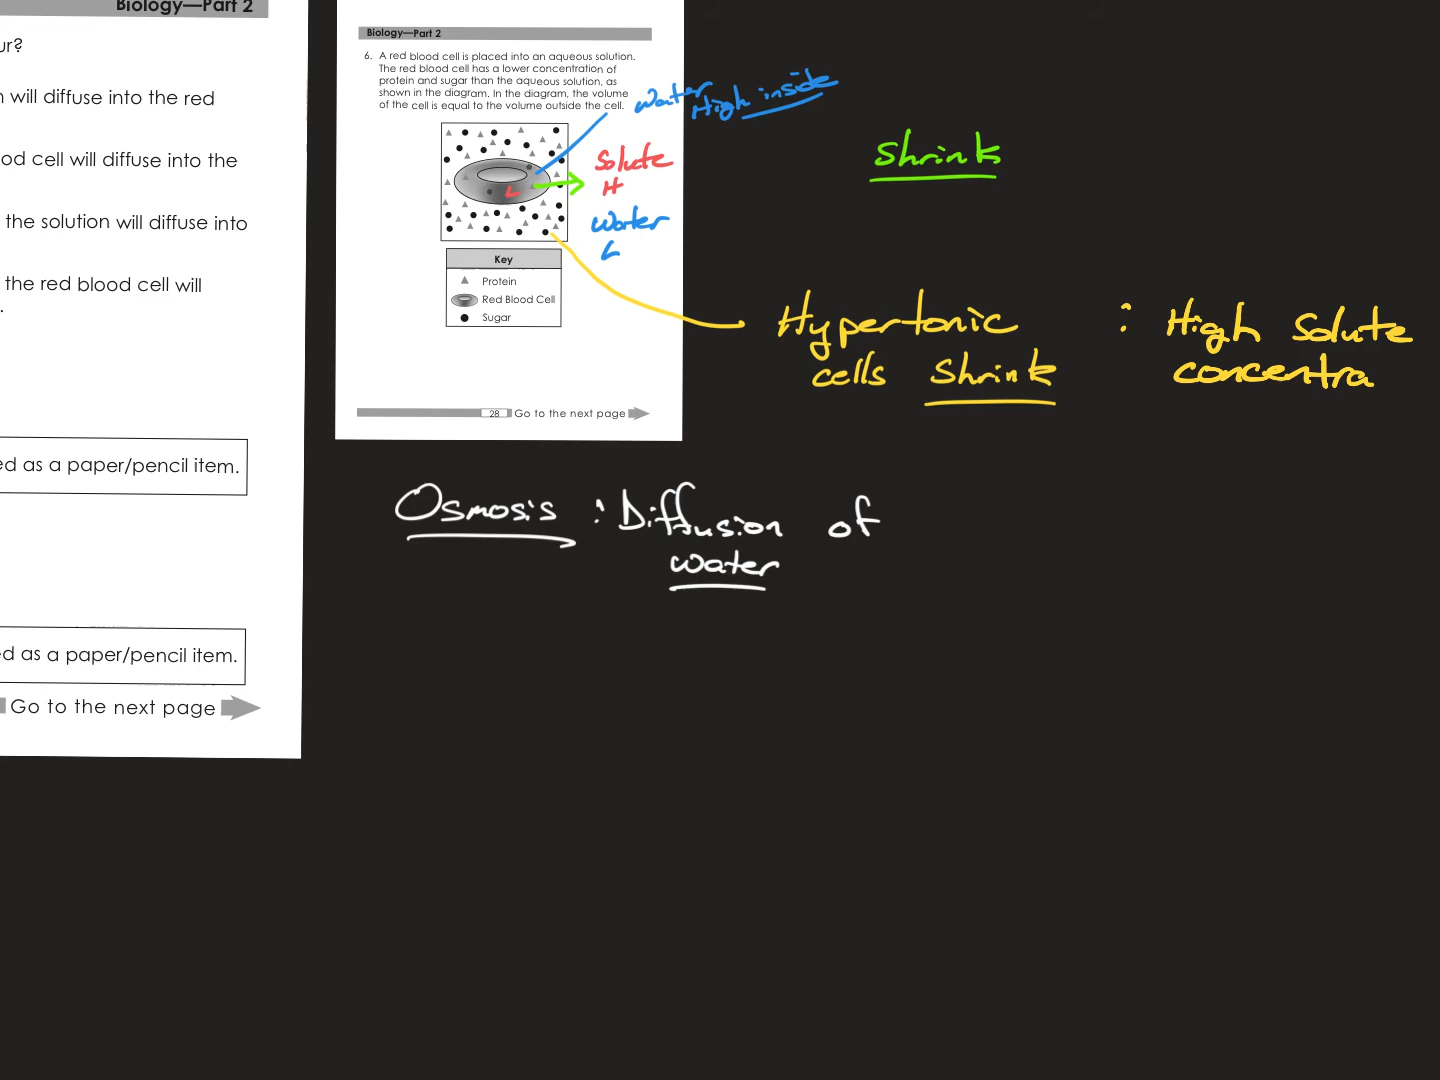 Biology—Part 2
ur?
n will diffuse into the red
ood cell will diffuse into the
the solution will diffuse into
the red blood cell will
.
ed as a paper/pencil item.
ed as a paper/pencil item.
Go to the next page
Biology—Part 2
6. A red blood cell is placed into an aqueous solution.
The red blood cell has a lower concentration of
protein and sugar than the aqueous solution, as
shown in the diagram. In the diagram, the volume
of the cell is equal to the volume outside the cell.
Key
Protein
Red Blood Cell
Sugar
28 Go to the next page
Water
High inside
Solute
H
L
Water
L
Shrink
Hypertonic : High Solute
cells Shrink concentra
Osmosis : Diffusion of
water